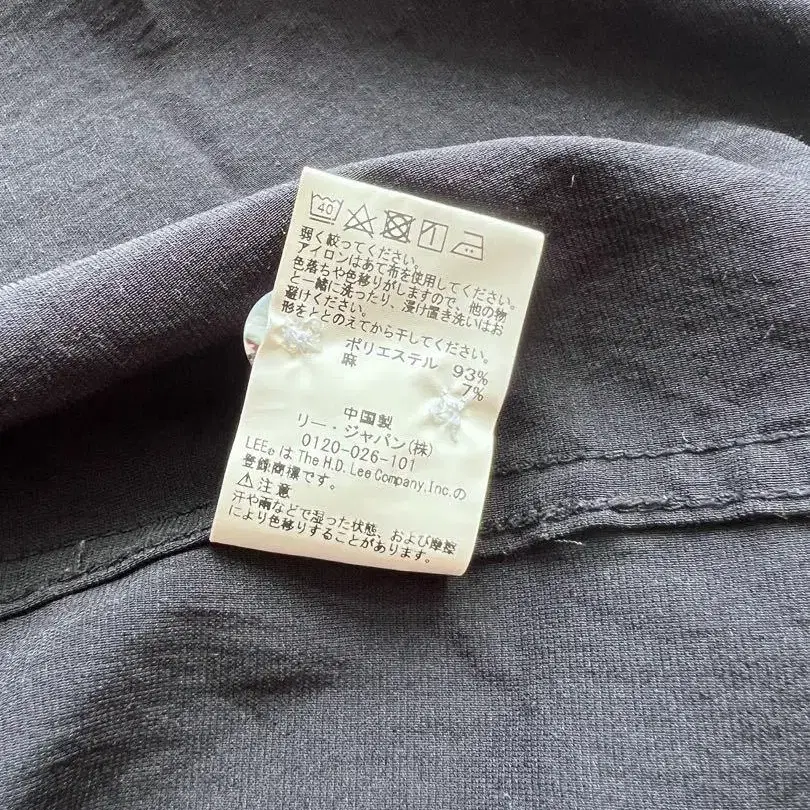 40
弱く絞ってください。
アイロンはあて布を使用してください。
色落ちや色移りがしますので、他の物
と一緒に洗ったり、浸け置き洗いはお
避けください。
形をととのえてから干してください。
ポリエステル 93%
麻 7%
中国製
リー・ジャパン(株)
0120-026-101
LEE®は The H.D. Lee Company,Inc.の
登録商標です。
⚠注意
汗や雨などで湿った状態、および摩擦
により色移りすることがあります。